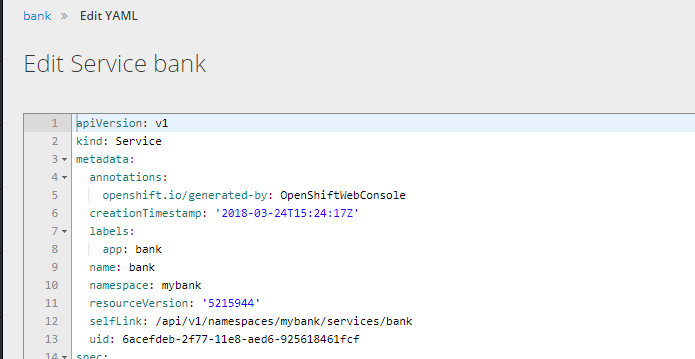 bank » Edit YAML
Edit Service bank
1 apiVersion: v1
2 kind: Service
3 metadata:
4 annotations:
5 openshift.io/generated-by: OpenShiftWebConsole
6 creationTimestamp: '2018-03-24T15:24:17Z'
7 labels:
8 app: bank
9 name: bank
10 namespace: mybank
11 resourceVersion: '5215944'
12 selfLink: /api/v1/namespaces/mybank/services/bank
13 uid: 6acefdeb-2f77-11e8-aed6-925618461fcf
14 spec: